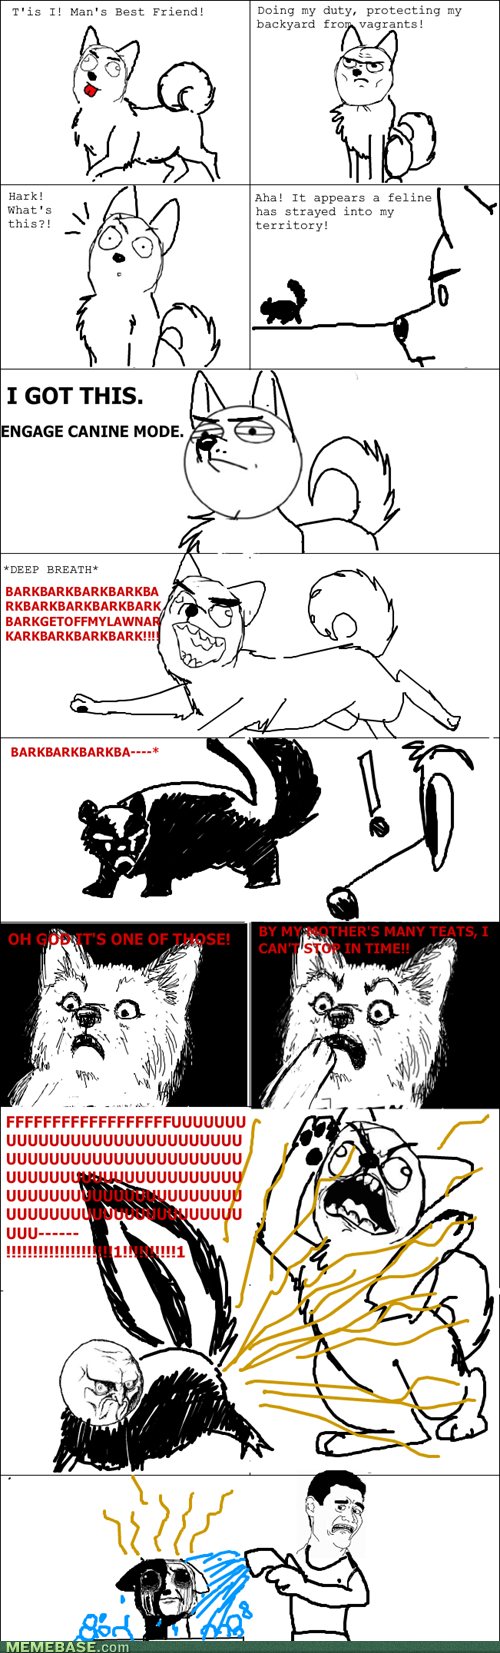 T'is I! Man's Best Friend!
Doing my duty, protecting my
backyard from vagrants!
Hark!
What's
this?!
Aha! It appears a feline
has strayed into my
territory!
I GOT THIS.
ENGAGE CANINE MODE.
*DEEP BREATH*
BARKBARKBARKBARKBA
RKBARKBARKBARKBARK
BARKGETOFFMYLAWNAR
KARKBARKBARKBARK!!!!
BARKBARKBARKBA----*
!
OH GOD IT'S ONE OF THOSE!
BY MY MOTHER'S MANY TEATS, I
CAN'T STOP IN TIME!!
FFFFFFFFFFFFFFFFFFUUUUUUU
UUUUUUUUUUUUUUUUUUUUUU
UUUUUUUUUUUUUUUUUUUUUU
UUUUUUUUUUUUUUUUUUUUUU
UUUUUUUUUUUUUUUUUUUUUU
UUUUUUUUUUUUUUUUUUUUUU
UUU------
!!!!!!!!!!!!!!!!!!!!1!!!!!!!!!!1
MEMEBASE.com